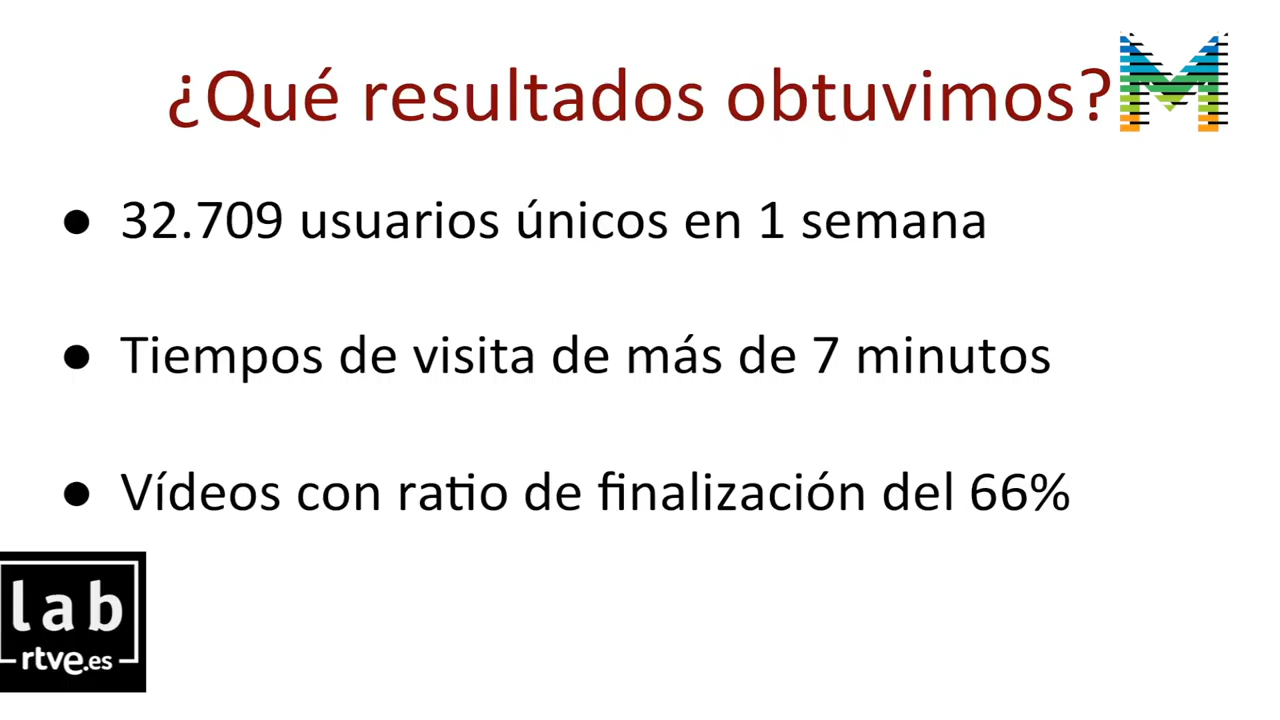 ¿Qué resultados obtuvimos?
● 32.709 usuarios únicos en 1 semana
● Tiempos de visita de más de 7 minutos
● Vídeos con ratio de finalización del 66%
lab
rtve.es